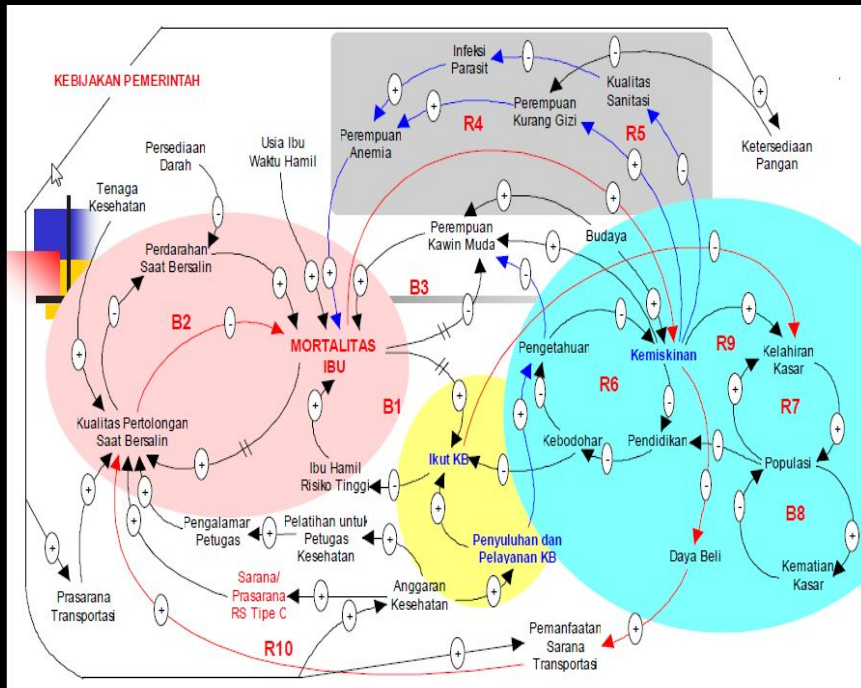 KEBIJAKAN PEMERINTAH
Infeksi
Parasit
Kualitas
Sanitasi
Perempuan
Kurang Gizi
Perempuan
Anemia
R4
R5
Ketersediaan
Pangan
Persediaan
Darah
Usia Ibu
Waktu Hamil
Tenaga
Kesehatan
Perdarahan
Saat Bersalin
Perempuan
Kawin Muda
Budaya
B3
B2
MORTALITAS
IBU
Pengetahuan
Kemiskinan
R9
Kelahiran
Kasar
R6
R7
B1
Kualitas Pertolongan
Saat Bersalin
Ikut KB
Kebodohar
Pendidikan
Populasi
Ibu Hamil
Risiko Tinggi
B8
Pengalamar
Petugas
Pelatihan untuk
Petugas
Kesehatan
Penyuluhan dan
Pelayanan KB
Daya Beli
Kematian
Kasar
Prasarana
Transportasi
Sarana/
Prasarana
RS Tipe C
Anggaran
Kesehatan
R10
Pemanfaatan
Sarana
Transportasi